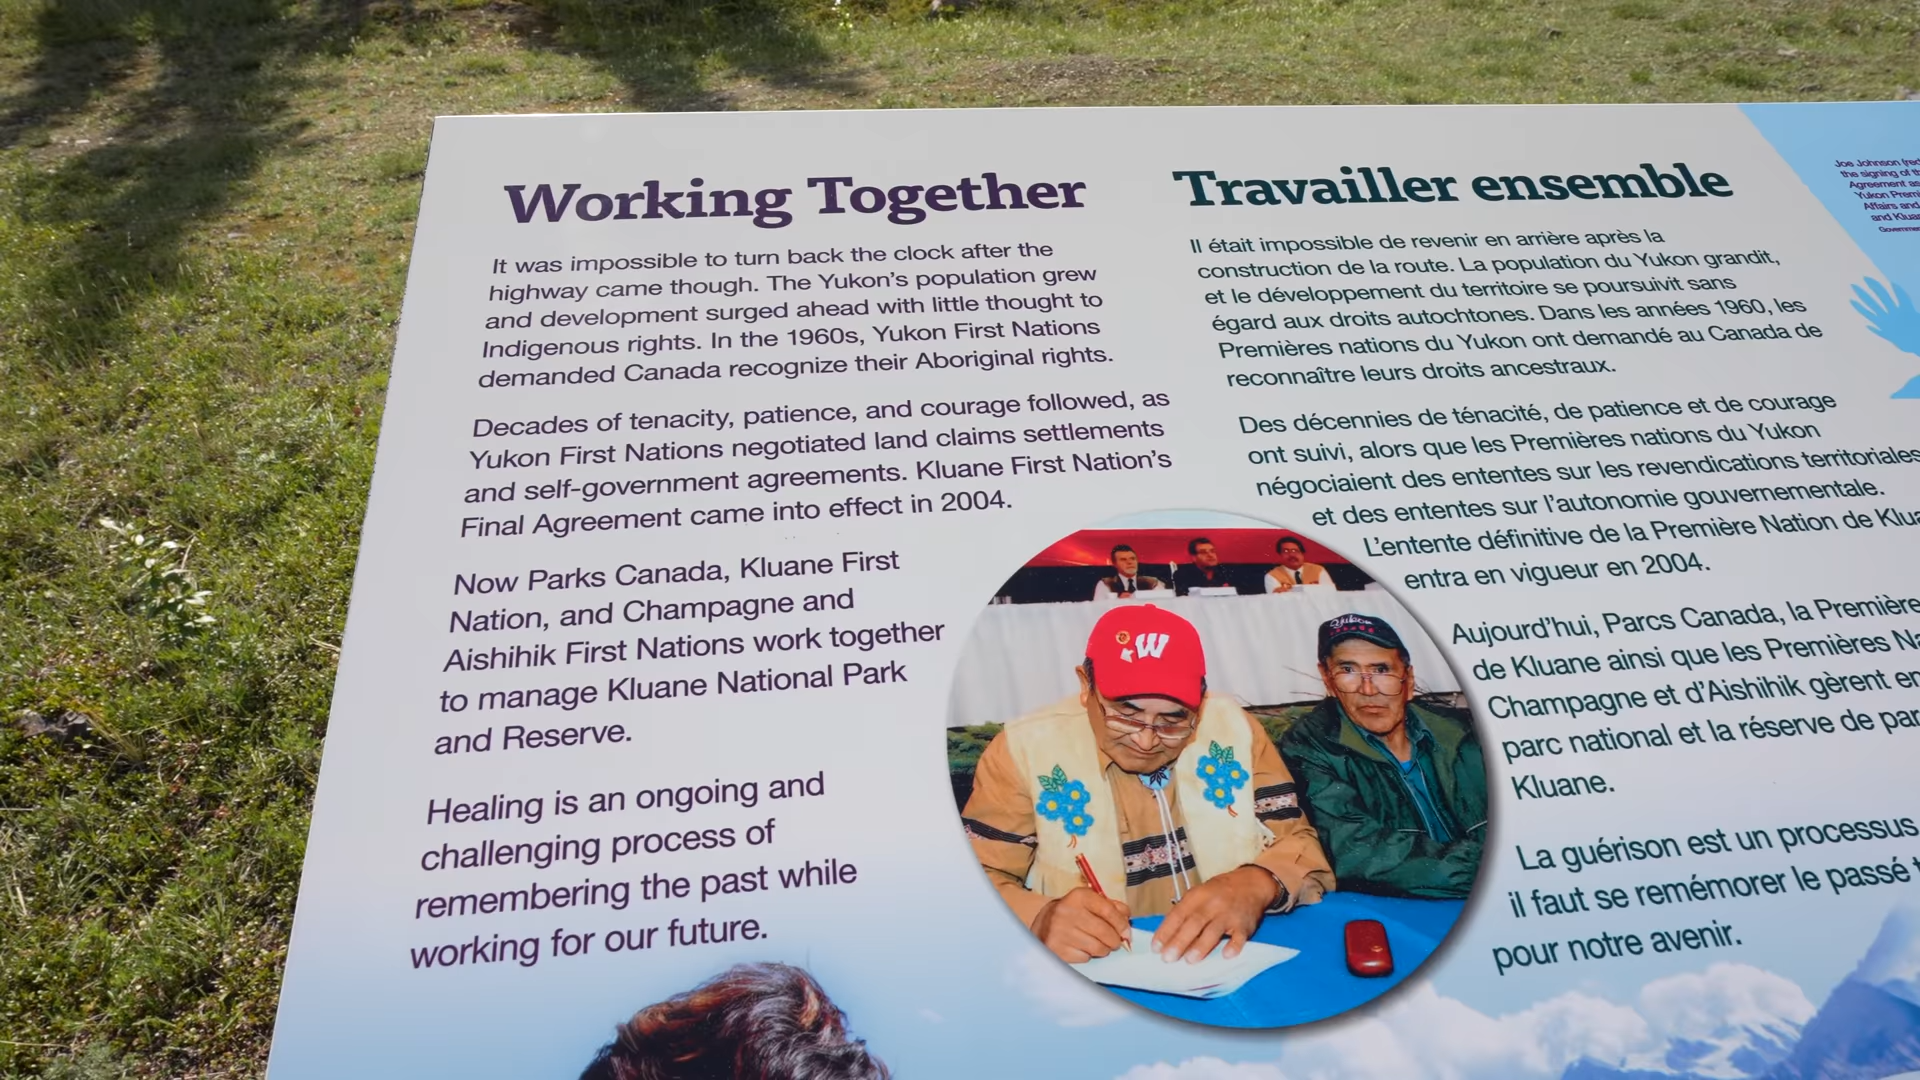 Working Together
It was impossible to turn back the clock after the
highway came though. The Yukon's population grew
and development surged ahead with little thought to
Indigenous rights. In the 1960s, Yukon First Nations
demanded Canada recognize their Aboriginal rights.
Decades of tenacity, patience, and courage followed, as
Yukon First Nations negotiated land claims settlements
and self-government agreements. Kluane First Nation's
Final Agreement came into effect in 2004.
Now Parks Canada, Kluane First
Nation, and Champagne and
Aishihik First Nations work together
to manage Kluane National Park
and Reserve.
Healing is an ongoing and
challenging process of
remembering the past while
working for our future.
Travailler ensemble
Il était impossible de revenir en arrière après la
construction de la route. La population du Yukon grandit,
et le développement du territoire se poursuivit sans
égard aux droits autochtones. Dans les années 1960, les
Premières nations du Yukon ont demandé au Canada de
reconnaître leurs droits ancestraux.
Des décennies de ténacité, de patience et de courage
ont suivi, alors que les Premières nations du Yukon
négociaient des ententes sur les revendications territoriales
et des ententes sur l'autonomie gouvernementale.
L'entente définitive de la Première Nation de
entra en vigueur en 2004.
Aujourd'hui, Parcs Canada, la Première
de Kluane ainsi que les Premières
Champagne et d'Aishihik gèrent
parc national et la réserve de
Kluane.
La guérison est un processus
il faut se remémorer le passé
pour notre avenir.
Joe Johnson
the signing of
Agreement
Yukon
Affairs and
and
W
Yukon